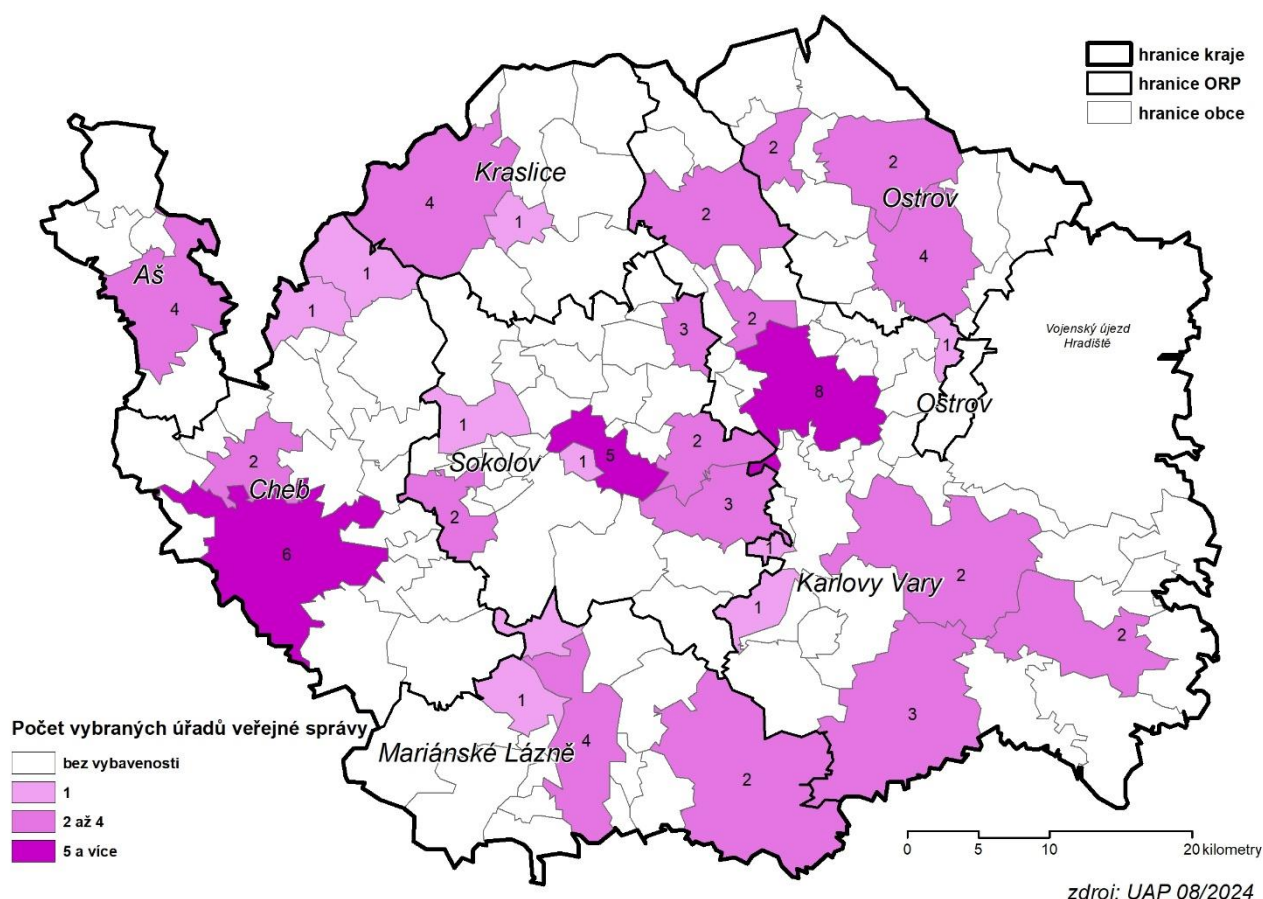 hranice kraje
hranice ORP
hranice obce
2
2
Kraslice
Ostrov
4
1
2
4
Aš
1
4
1
3
2
1
Vojenský újezd
Hradiště
8
Ostrov
1
2
5
Sokolov
1
2
Cheb
3
2
6
1
2
Karlovy Vary
1
2
1
3
4
Mariánské Lázně
2
Počet vybraných úřadů veřejné správy
bez vybavenosti
1
2 až 4
5 a více
0 5 10 20 kilometry
zdroj: UAP 08/2024